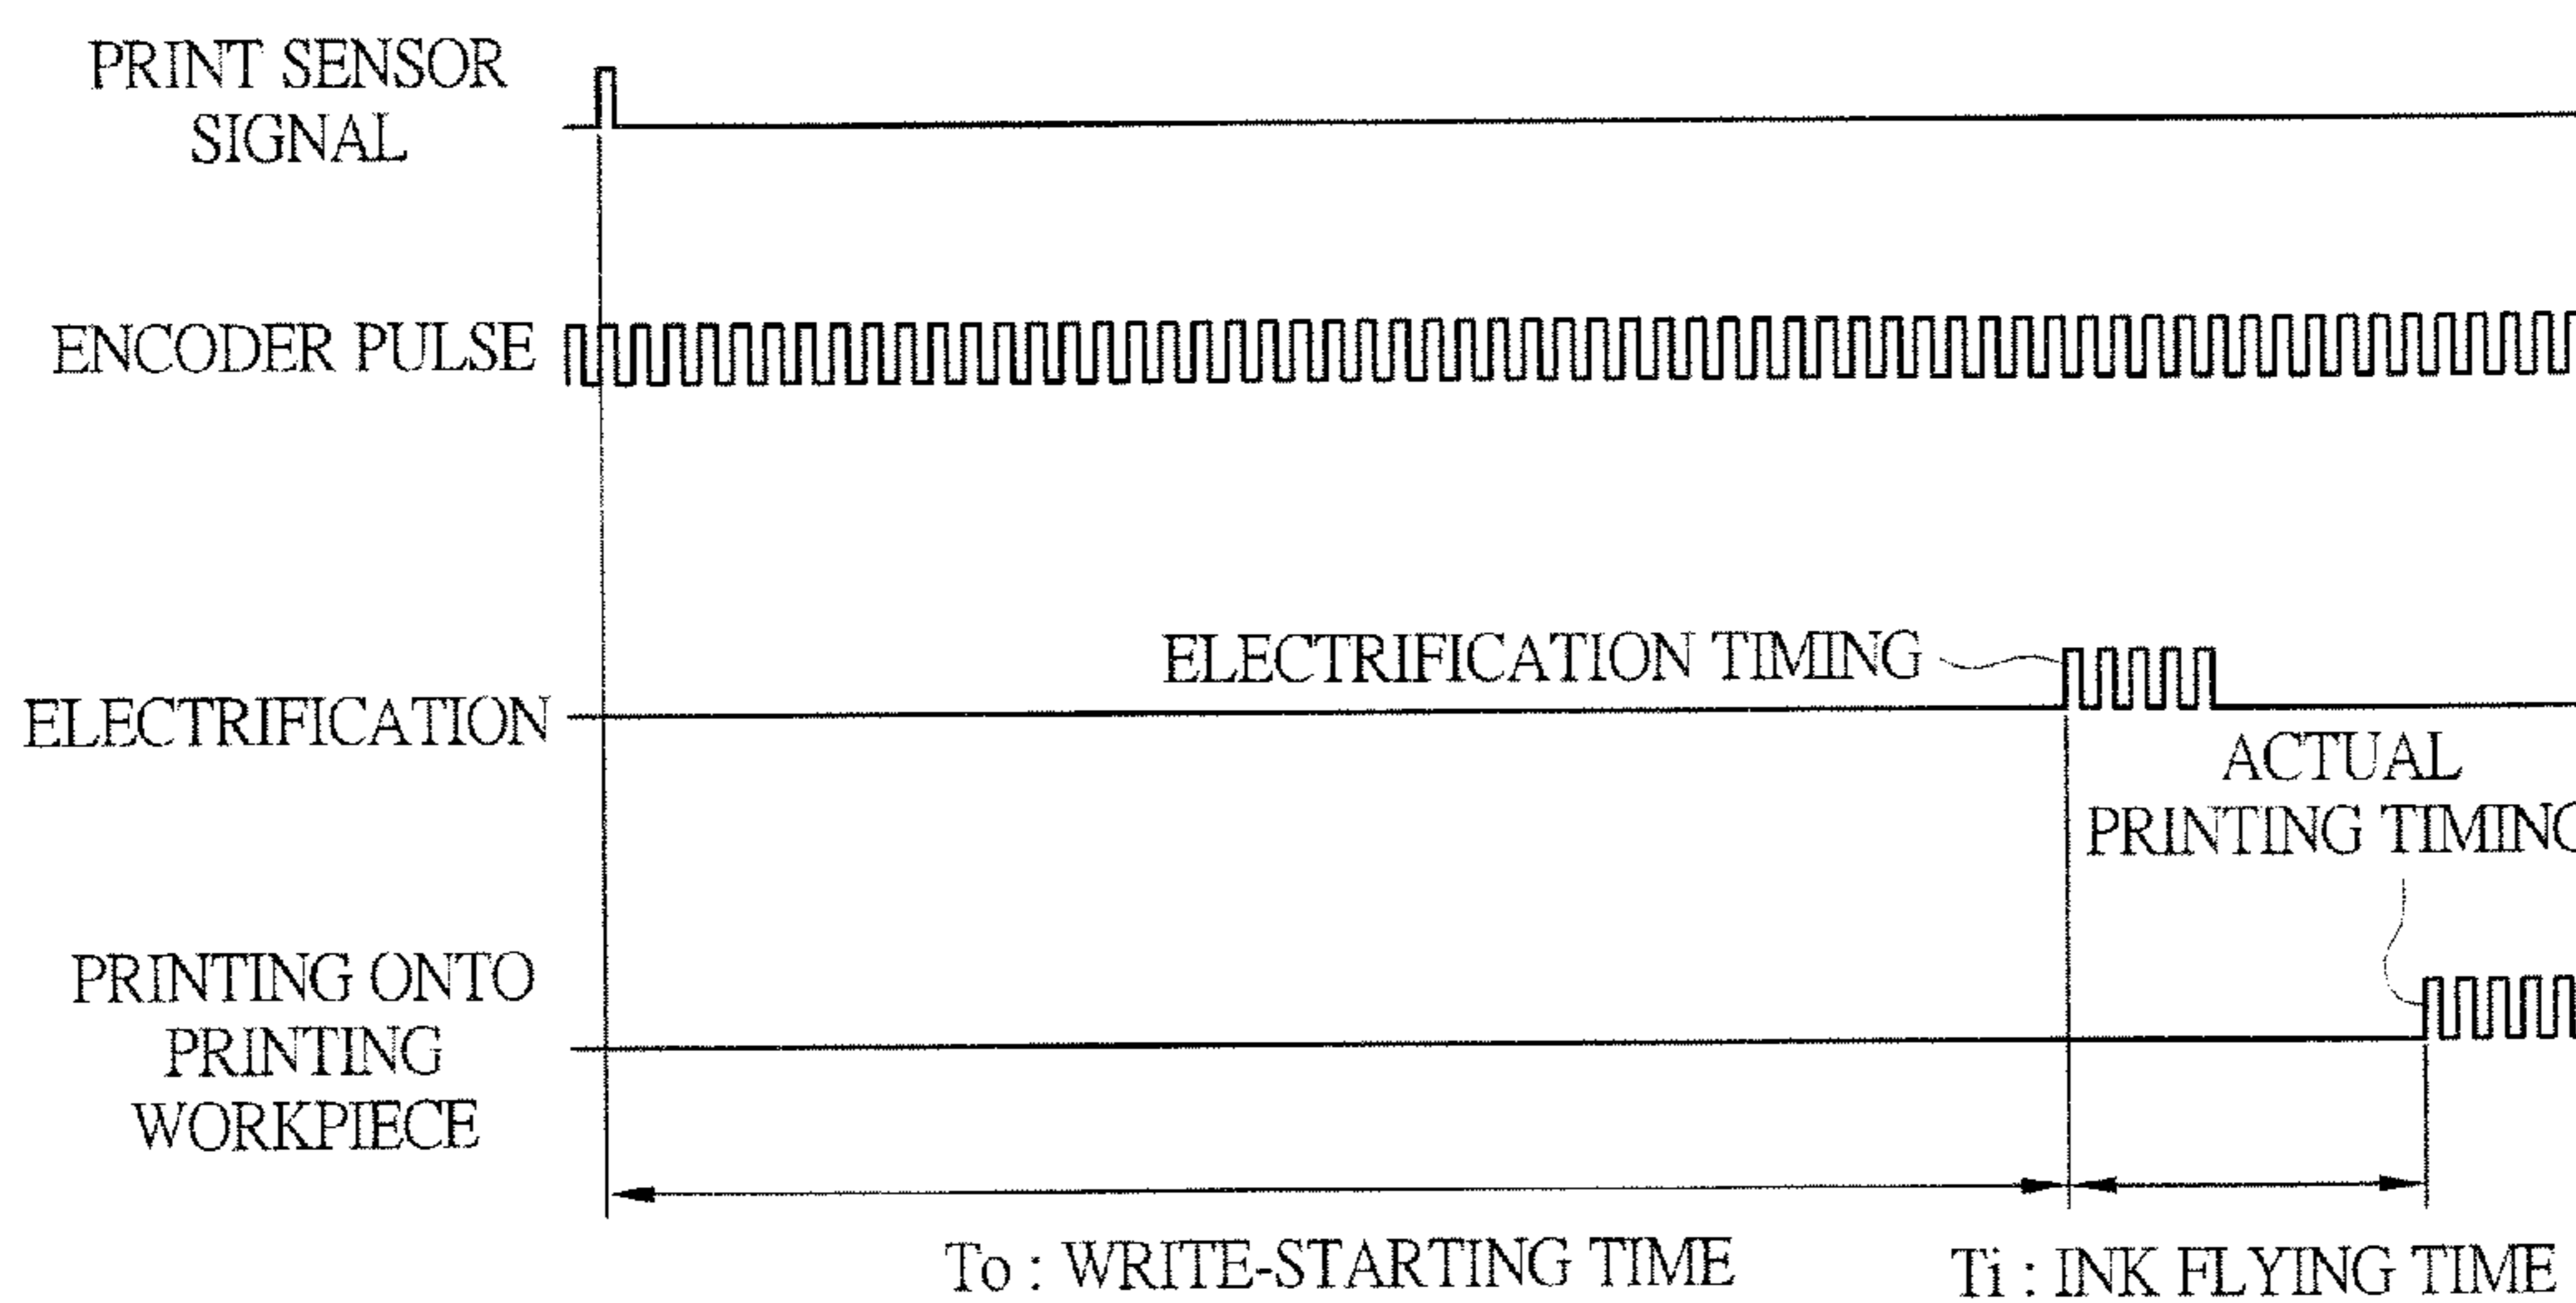 PRINT SENSOR
SIGNAL
ENCODER PULSE
ELECTRIFICATION TIMING
ELECTRIFICATION
ACTUAL
PRINTING TIMING
PRINTING ONTO
PRINTING
WORKPIECE
To : WRITE-STARTING TIME
Ti : INK FLYING TIME